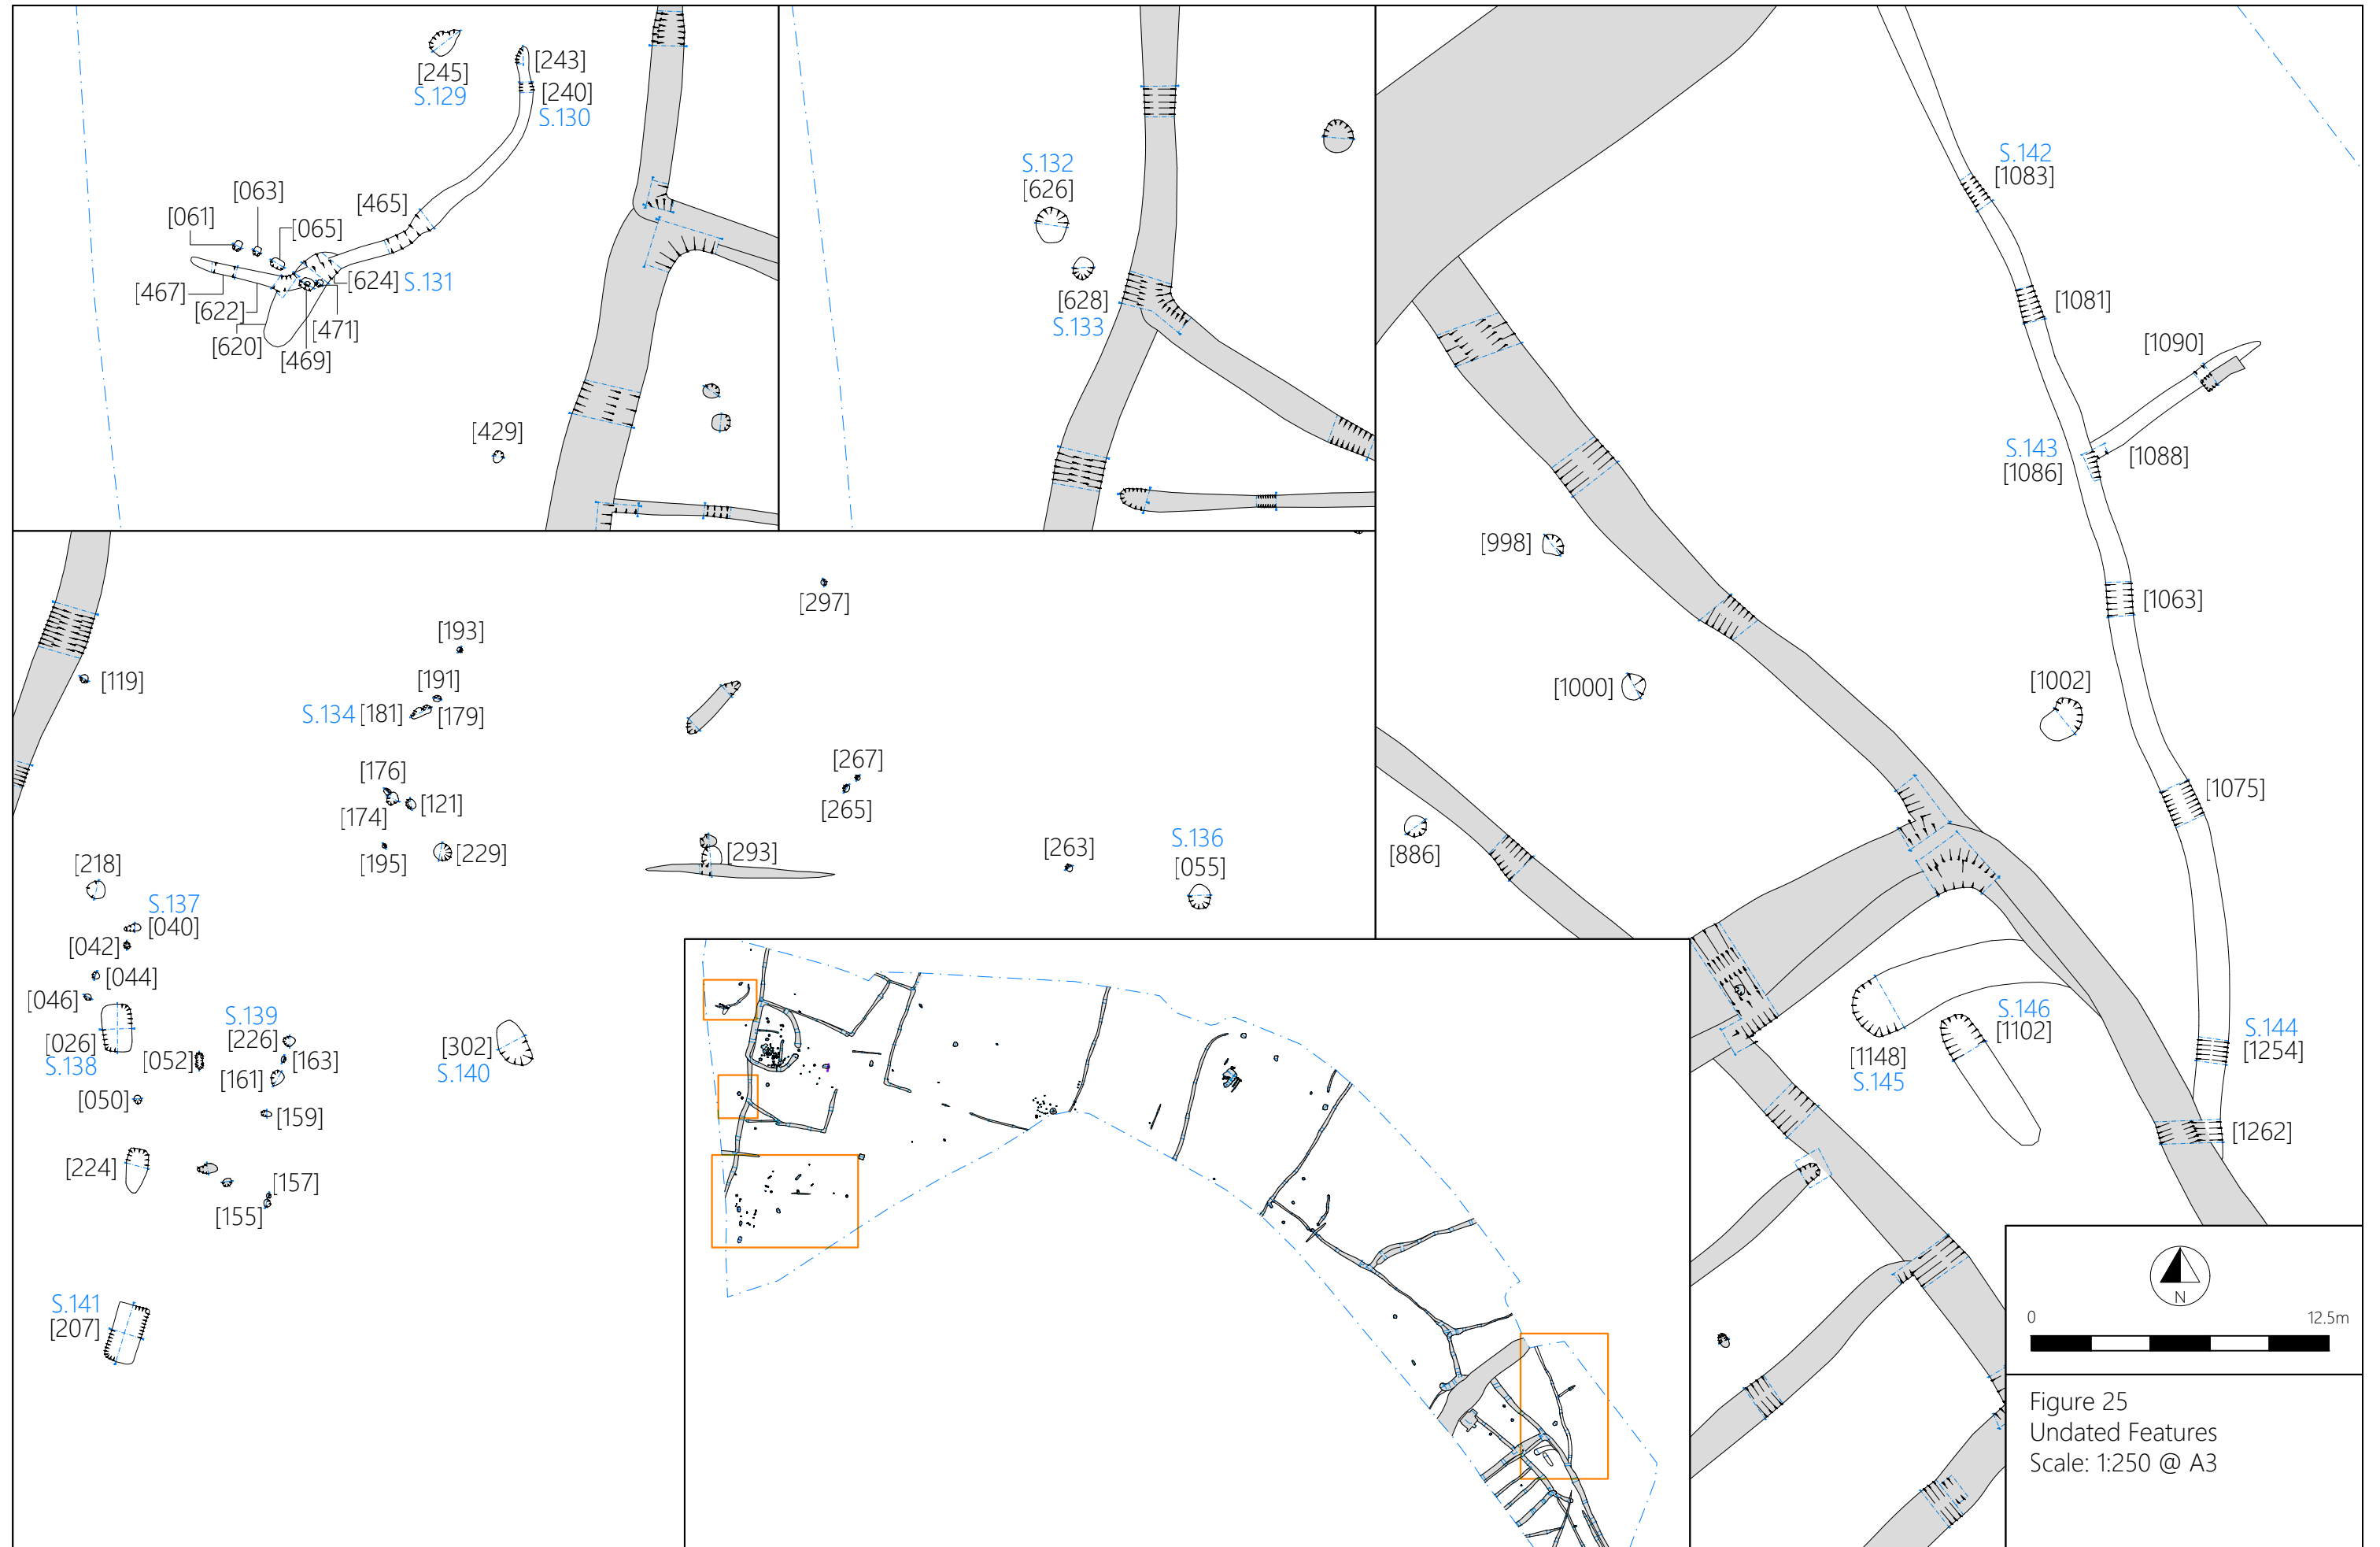 [245]
S.129
[243]
[240]
S.130
[063]
[061]
[065]
[465]
[624] S.131
[467]
[622]
[471]
[620]
[469]
[429]
S.132
[626]
[628]
S.133
S.142
[1083]
[1081]
[1090]
S.143
[1086]
[1088]
[998]
[1063]
[1000]
[1002]
[1075]
[886]
S.144
[1254]
S.146
[1102]
[1148]
S.145
[1262]
[297]
[193]
[119]
[191]
S.134 [181]
[179]
[176]
[121]
[174]
[267]
[265]
[195]
[229]
[293]
[263]
S.136
[055]
[218]
S.137
[040]
[042]
[044]
[046]
S.139
[226]
[026]
S.138
[052]
[163]
[161]
[302]
S.140
[050]
[159]
[224]
[157]
[155]
S.141
[207]
N
0
12.5m
Figure 25
Undated Features
Scale: 1:250 @ A3